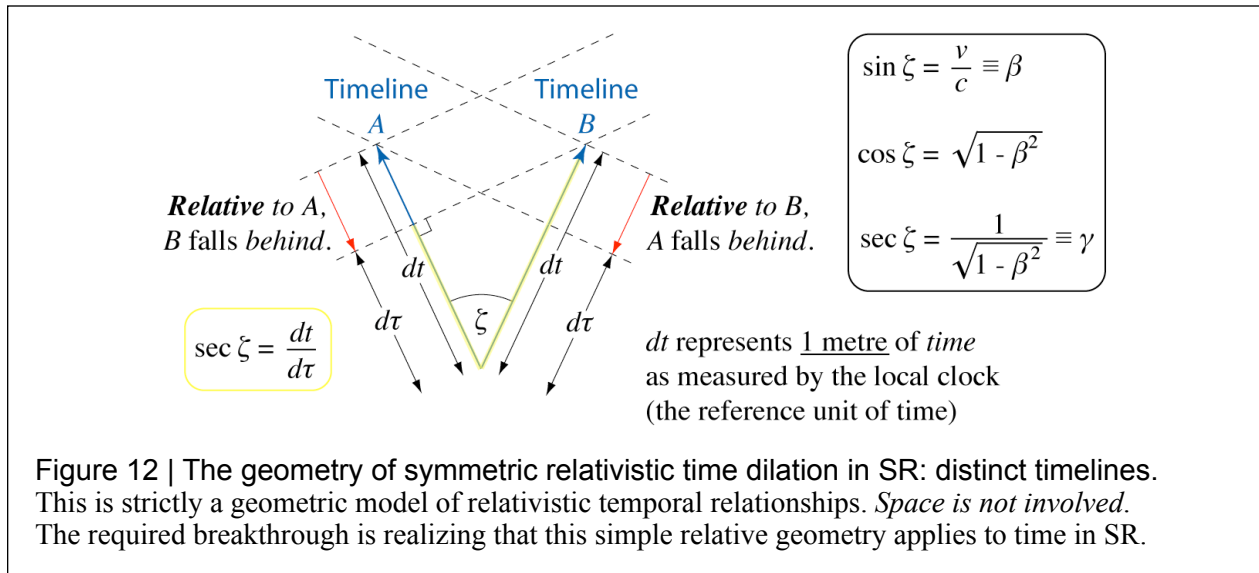 Timeline Timeline
A B
sin ζ = v/c ≡ β
cos ζ = √(1 - β²)
sec ζ = 1/√(1 - β²) ≡ γ
Relative to A,
B falls behind.
Relative to B,
A falls behind.
dt dt
dτ dτ
ζ
sec ζ = dt/dτ
dt represents 1 metre of time
as measured by the local clock
(the reference unit of time)
Figure 12 | The geometry of symmetric relativistic time dilation in SR: distinct timelines.
This is strictly a geometric model of relativistic temporal relationships. Space is not involved.
The required breakthrough is realizing that this simple relative geometry applies to time in SR.